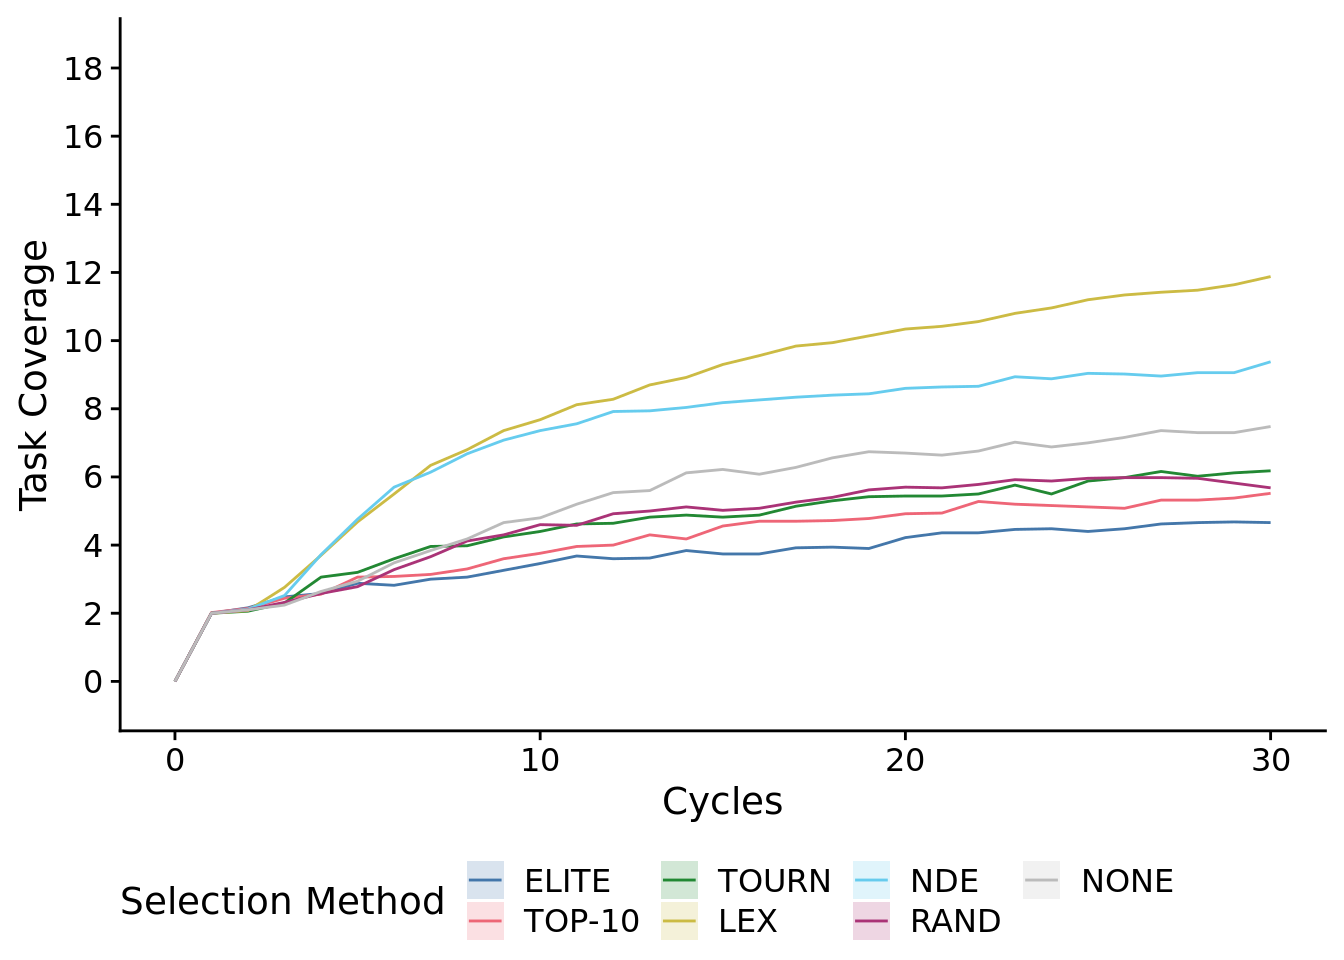 18
16
14
12
10
8
6
4
2
0
Task Coverage
0 10 20 30
Cycles
Selection Method
ELITE TOURN NDE NONE
TOP-10 LEX RAND